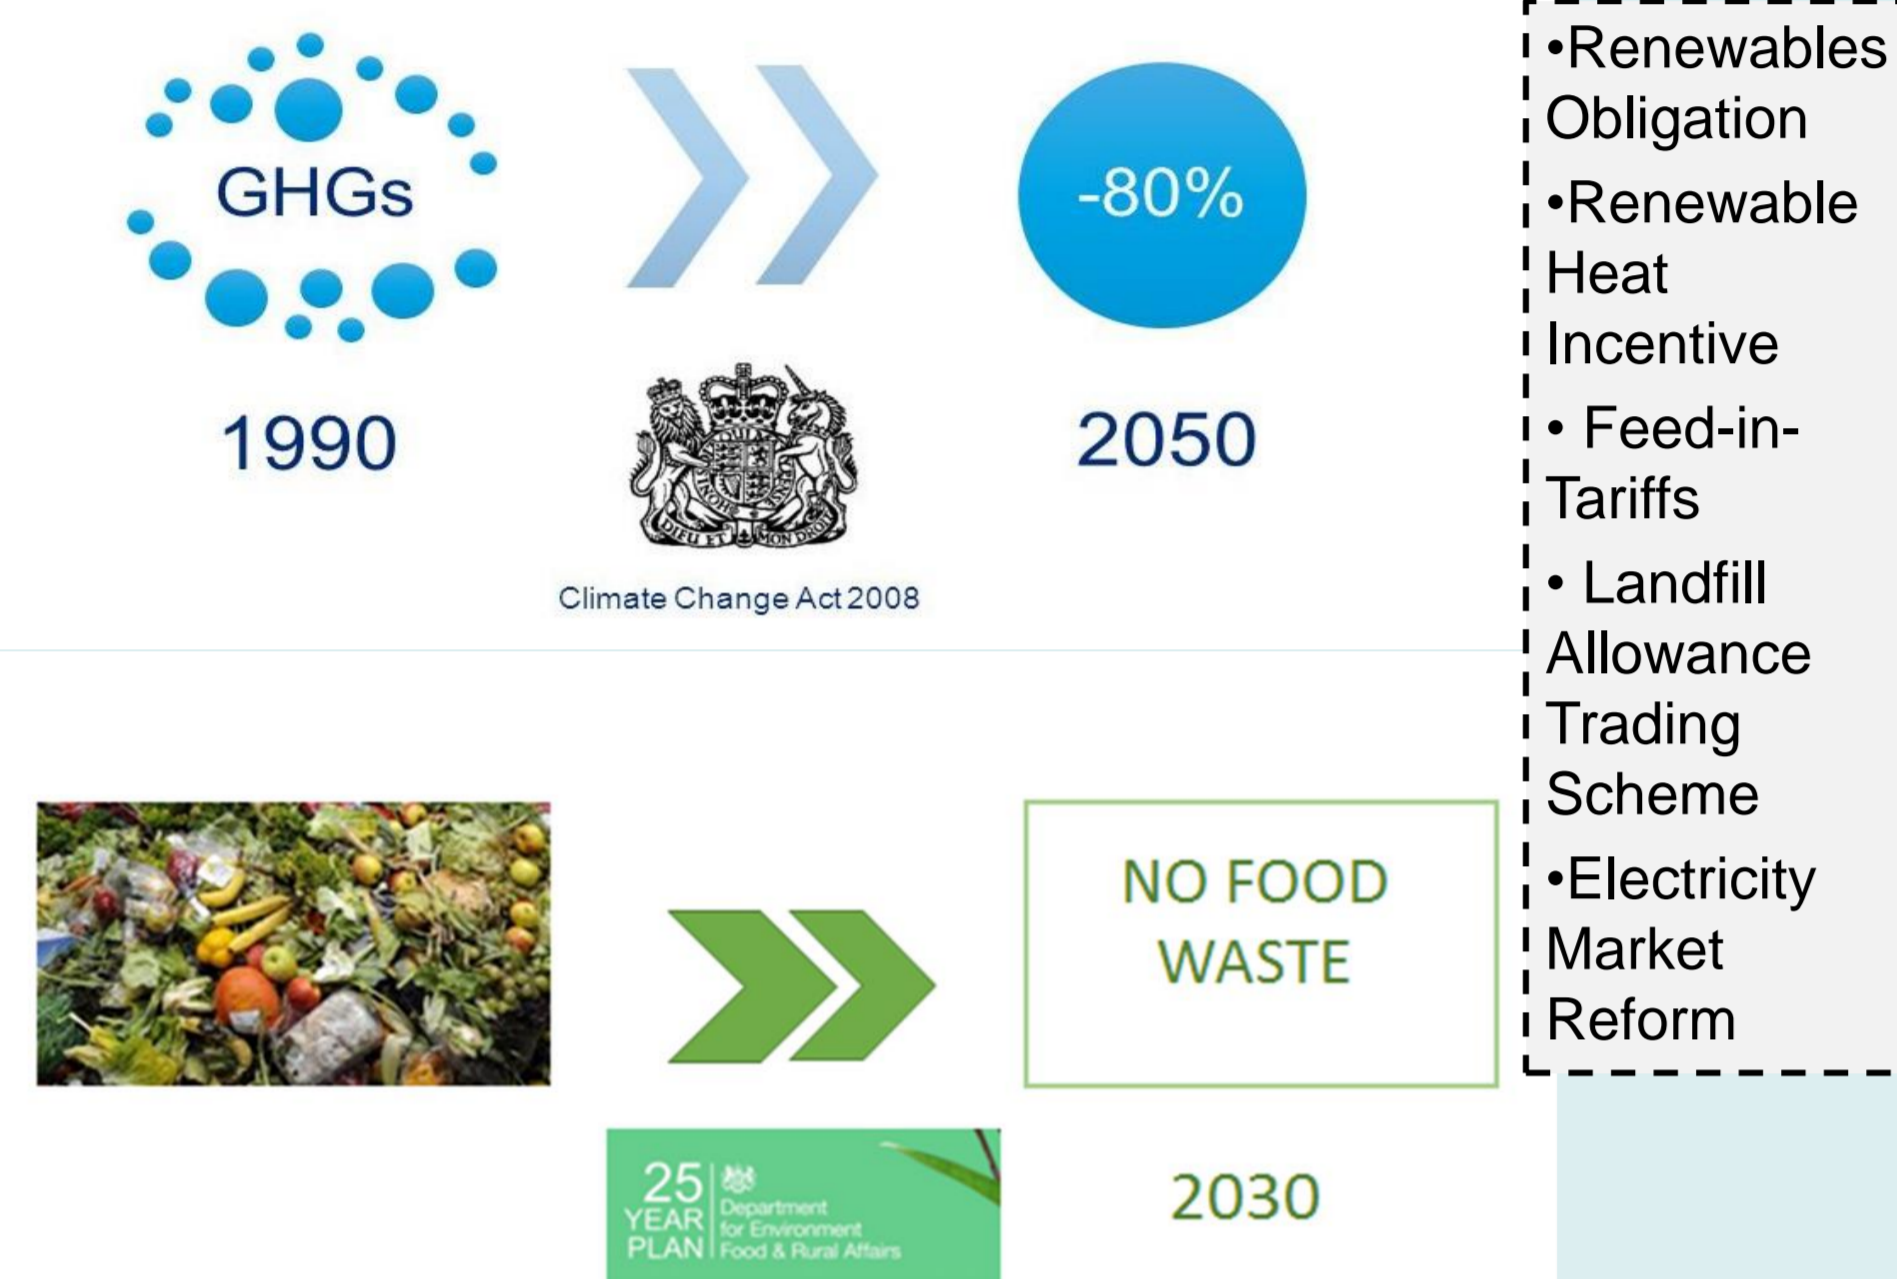 GHGs
-80%
1990
2050
Climate Change Act 2008
NO FOOD
WASTE
25
YEAR
PLAN
Department
for Environment
Food & Rural Affairs
2030
•Renewables
Obligation
•Renewable
Heat
Incentive
• Feed-in-
Tariffs
• Landfill
Allowance
Trading
Scheme
•Electricity
Market
Reform